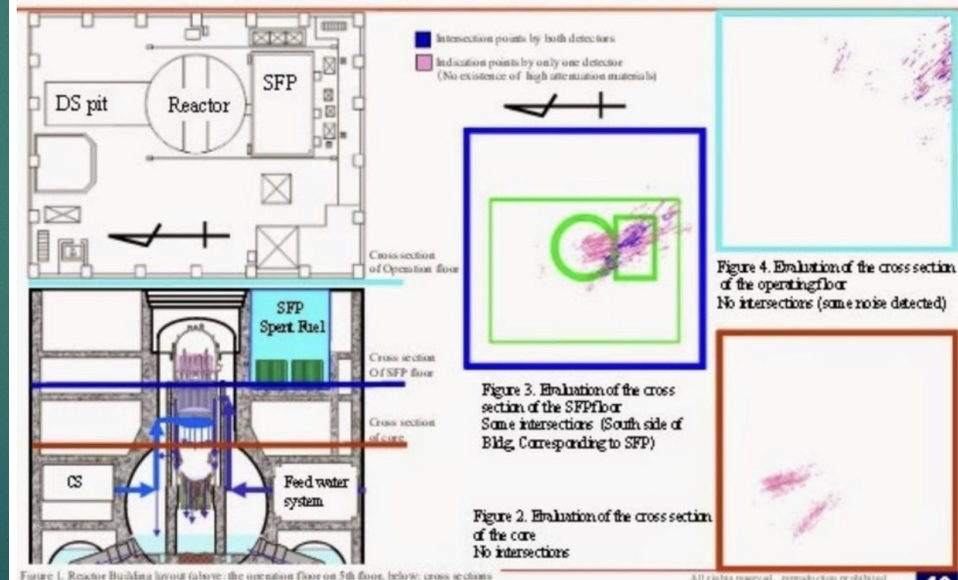 DS pit
Reactor
SFP
Intersection points by both detectors
Indication points by only one detector
(No existence of high attenuation materials)
Cross section
of Operation floor
SFP
Spent Fuel
Cross section
Of SFP floor
Cross section
of core
CS
Feed water
system
Figure 3. Evaluation of the cross
section of the SFP floor
Some intersections (South side of
Bldg, Corresponding to SFP)
Figure 4. Evaluation of the cross section
of the operating floor
No intersections (some noise detected)
Figure 2. Evaluation of the cross section
of the core
No intersections
Figure 1. Reactor Building layout (above: the operation floor on 5th floor, below: cross sections
All rights reserved, reproduction prohibited